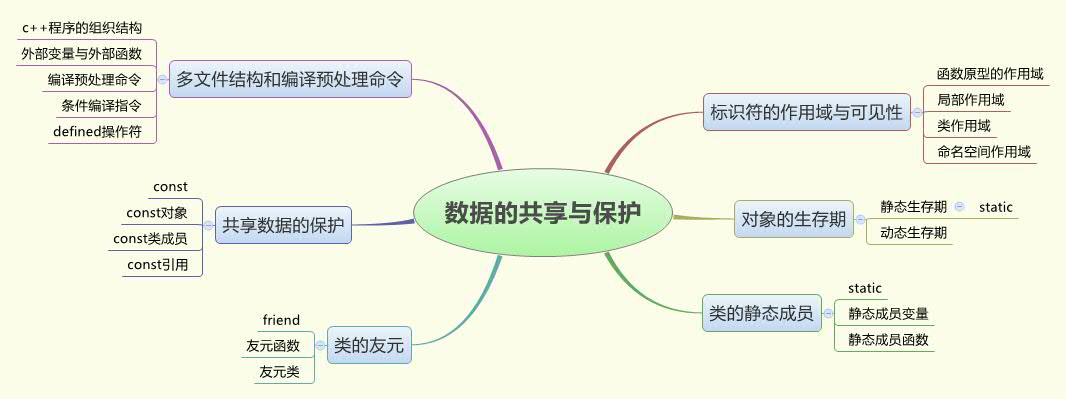 数据的共享与保护
标识符的作用域与可见性
函数原型的作用域
局部作用域
类作用域
命名空间作用域
对象的生存期
静态生存期
static
动态生存期
类的静态成员
static
静态成员变量
静态成员函数
类的友元
friend
友元函数
友元类
共享数据的保护
const
const对象
const类成员
const引用
多文件结构和编译预处理命令
c++程序的组织结构
外部变量与外部函数
编译预处理命令
条件编译指令
defined操作符